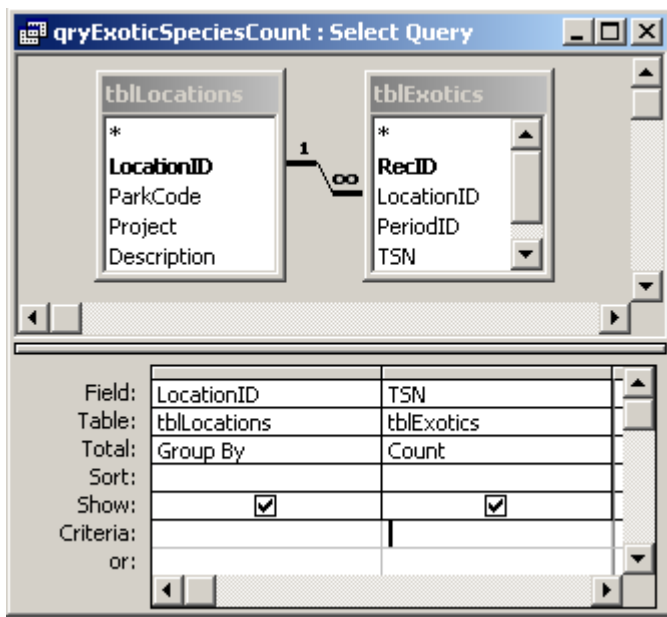 qryExoticSpeciesCount : Select Query
tblLocations
*
LocationID
ParkCode
Project
Description
1
∞
tblExotics
*
RecID
LocationID
PeriodID
TSN
Field: LocationID TSN
Table: tblLocations tblExotics
Total: Group By Count
Sort:
Show:
Criteria:
or: